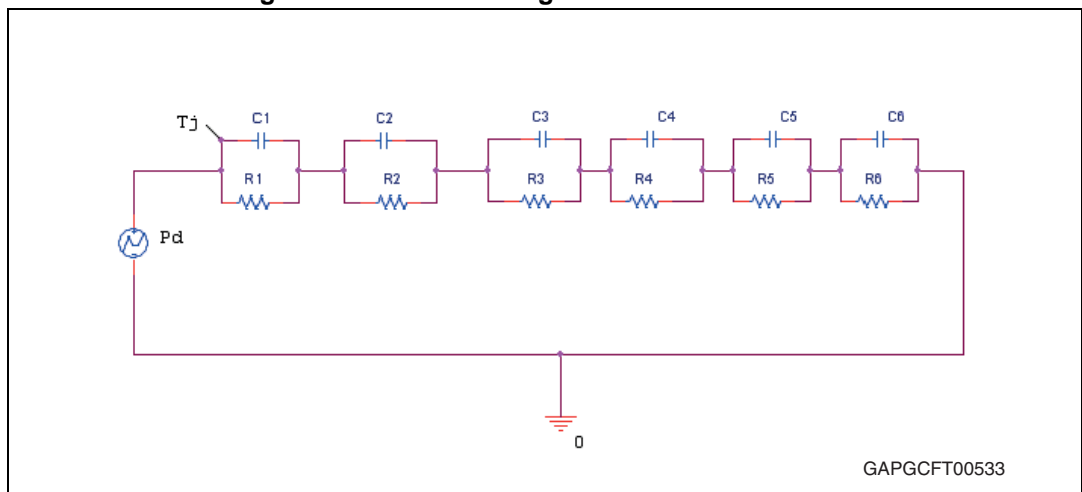 Tj
C1 C2 C3 C4 C5 C6
R1 R2 R3 R4 R5 R6
Pd
0
GAPGCFT00533